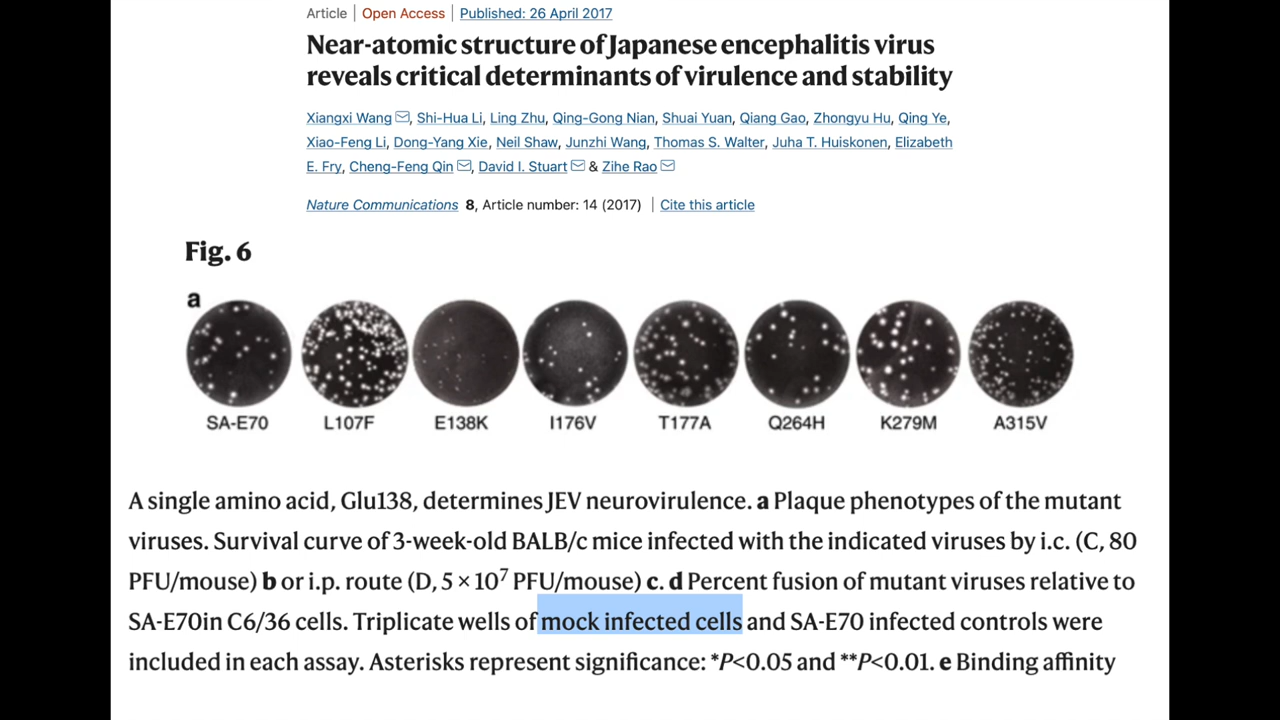 Article | Open Access | Published: 26 April 2017
Near-atomic structure of Japanese encephalitis virus
reveals critical determinants of virulence and stability
Xiangxi Wang, Shi-Hua Li, Ling Zhu, Qing-Gong Nian, Shuai Yuan, Qiang Gao, Zhongyu Hu, Qing Ye,
Xiao-Feng Li, Dong-Yang Xie, Neil Shaw, Junzhi Wang, Thomas S. Walter, Juha T. Huiskonen, Elizabeth
E. Fry, Cheng-Feng Qin, David I. Stuart & Zihe Rao
Nature Communications 8, Article number: 14 (2017) | Cite this article
Fig. 6
a
SA-E70 L107F E138K I176V T177A Q264H K279M A315V
A single amino acid, Glu138, determines JEV neurovirulence. a Plaque phenotypes of the mutant
viruses. Survival curve of 3-week-old BALB/c mice infected with the indicated viruses by i.c. (C, 80
PFU/mouse) b or i.p. route (D, 5 × 10⁷ PFU/mouse) c. d Percent fusion of mutant viruses relative to
SA-E70in C6/36 cells. Triplicate wells of mock infected cells and SA-E70 infected controls were
included in each assay. Asterisks represent significance: *P<0.05 and **P<0.01. e Binding affinity